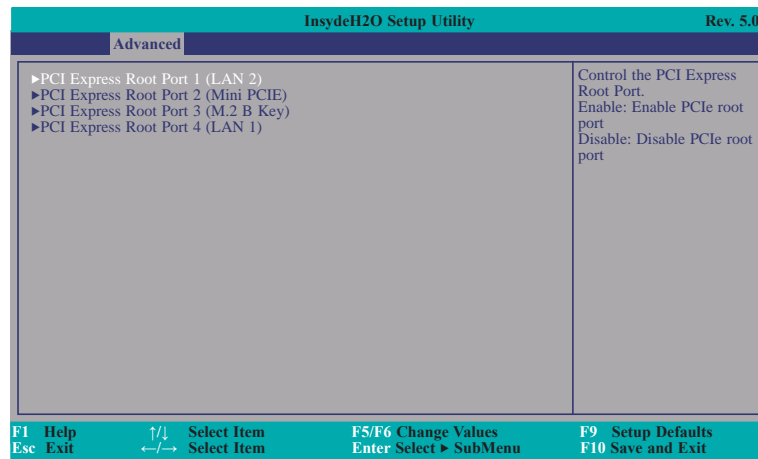 InsydeH2O Setup Utility Rev. 5.0
Advanced
►PCI Express Root Port 1 (LAN 2)
►PCI Express Root Port 2 (Mini PCIE)
►PCI Express Root Port 3 (M.2 B Key)
►PCI Express Root Port 4 (LAN 1)
Control the PCI Express
Root Port.
Enable: Enable PCIe root
port
Disable: Disable PCIe root
port
F1 Help ↑/↓ Select Item F5/F6 Change Values F9 Setup Defaults
Esc Exit ←/→ Select Item Enter Select ► SubMenu F10 Save and Exit